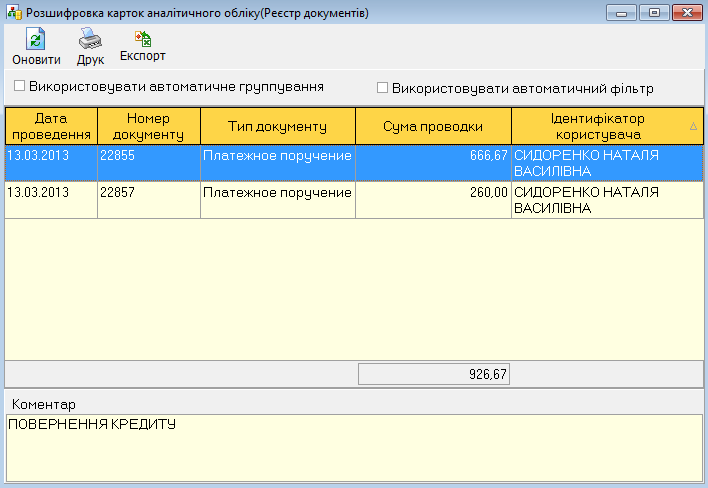 Розшифровка карток аналітичного обліку(Реєстр документів)
Оновити Друк Експорт
Використовувати автоматичне группування Використовувати автоматичний фільтр
Дата проведення Номер документу Тип документу Сума проводки Ідентифікатор користувача
13.03.2013 22855 Платежное поручение 666,67 СИДОРЕНКО НАТАЛЯ
ВАСИЛІВНА
13.03.2013 22857 Платежное поручение 260,00 СИДОРЕНКО НАТАЛЯ
ВАСИЛІВНА
926,67
Коментар
ПОВЕРНЕННЯ КРЕДИТУ